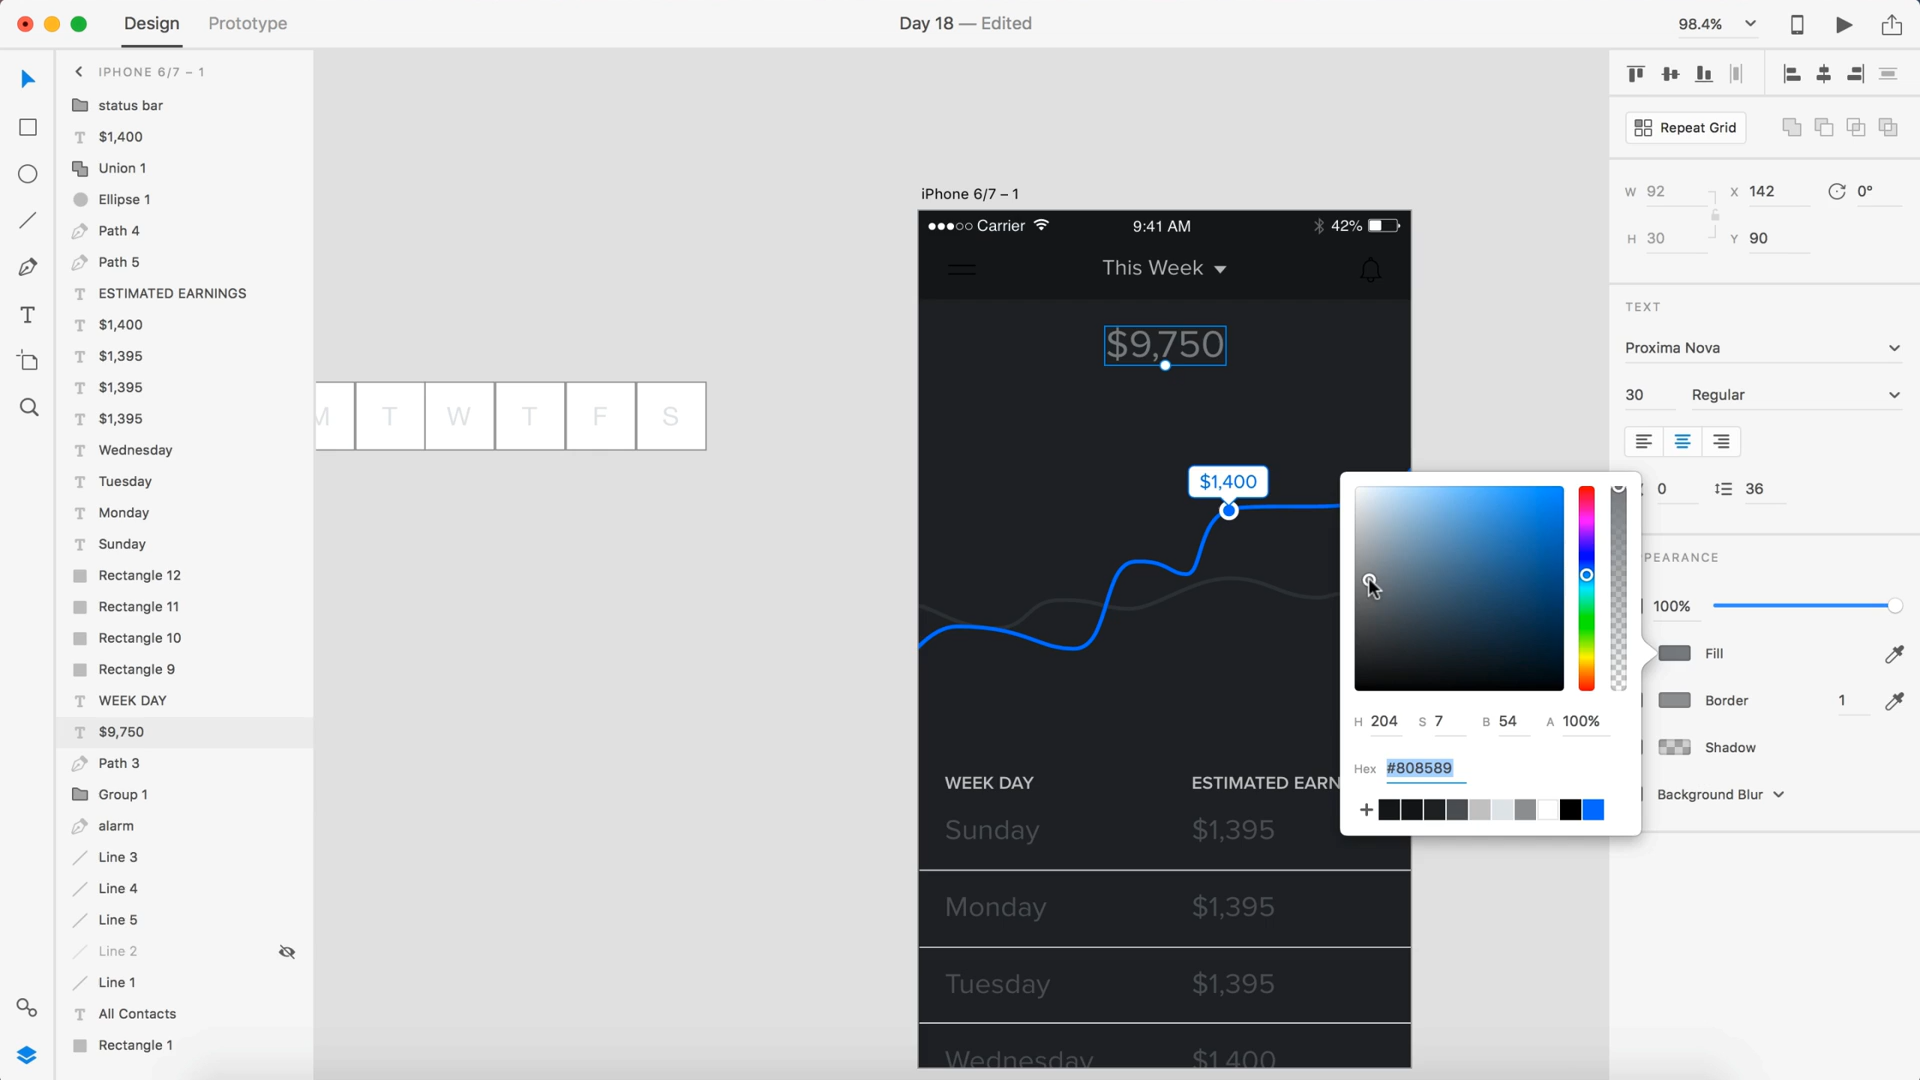 Design
Prototype
Day 18 — Edited
98.4%
IPHONE 6/7 – 1
status bar
$1,400
Union 1
Ellipse 1
Path 4
Path 5
ESTIMATED EARNINGS
$1,400
$1,395
$1,395
$1,395
Wednesday
Tuesday
Monday
Sunday
Rectangle 12
Rectangle 11
Rectangle 10
Rectangle 9
WEEK DAY
$9,750
Path 3
Group 1
alarm
Line 3
Line 4
Line 5
Line 2
Line 1
All Contacts
Rectangle 1
M T W T F S
iPhone 6/7 – 1
Carrier 9:41 AM 42%
This Week
$9,750
$1,400
WEEK DAY ESTIMATED EARN
Sunday $1,395
Monday $1,395
Tuesday $1,395
Wednesday $1,400
Repeat Grid
W 92 X 142 0°
H 30 Y 90
TEXT
Proxima Nova
30 Regular
0 36
PEARANCE
100%
Fill
Border 1
Shadow
Background Blur
H 204 S 7 B 54 A 100%
Hex #808589